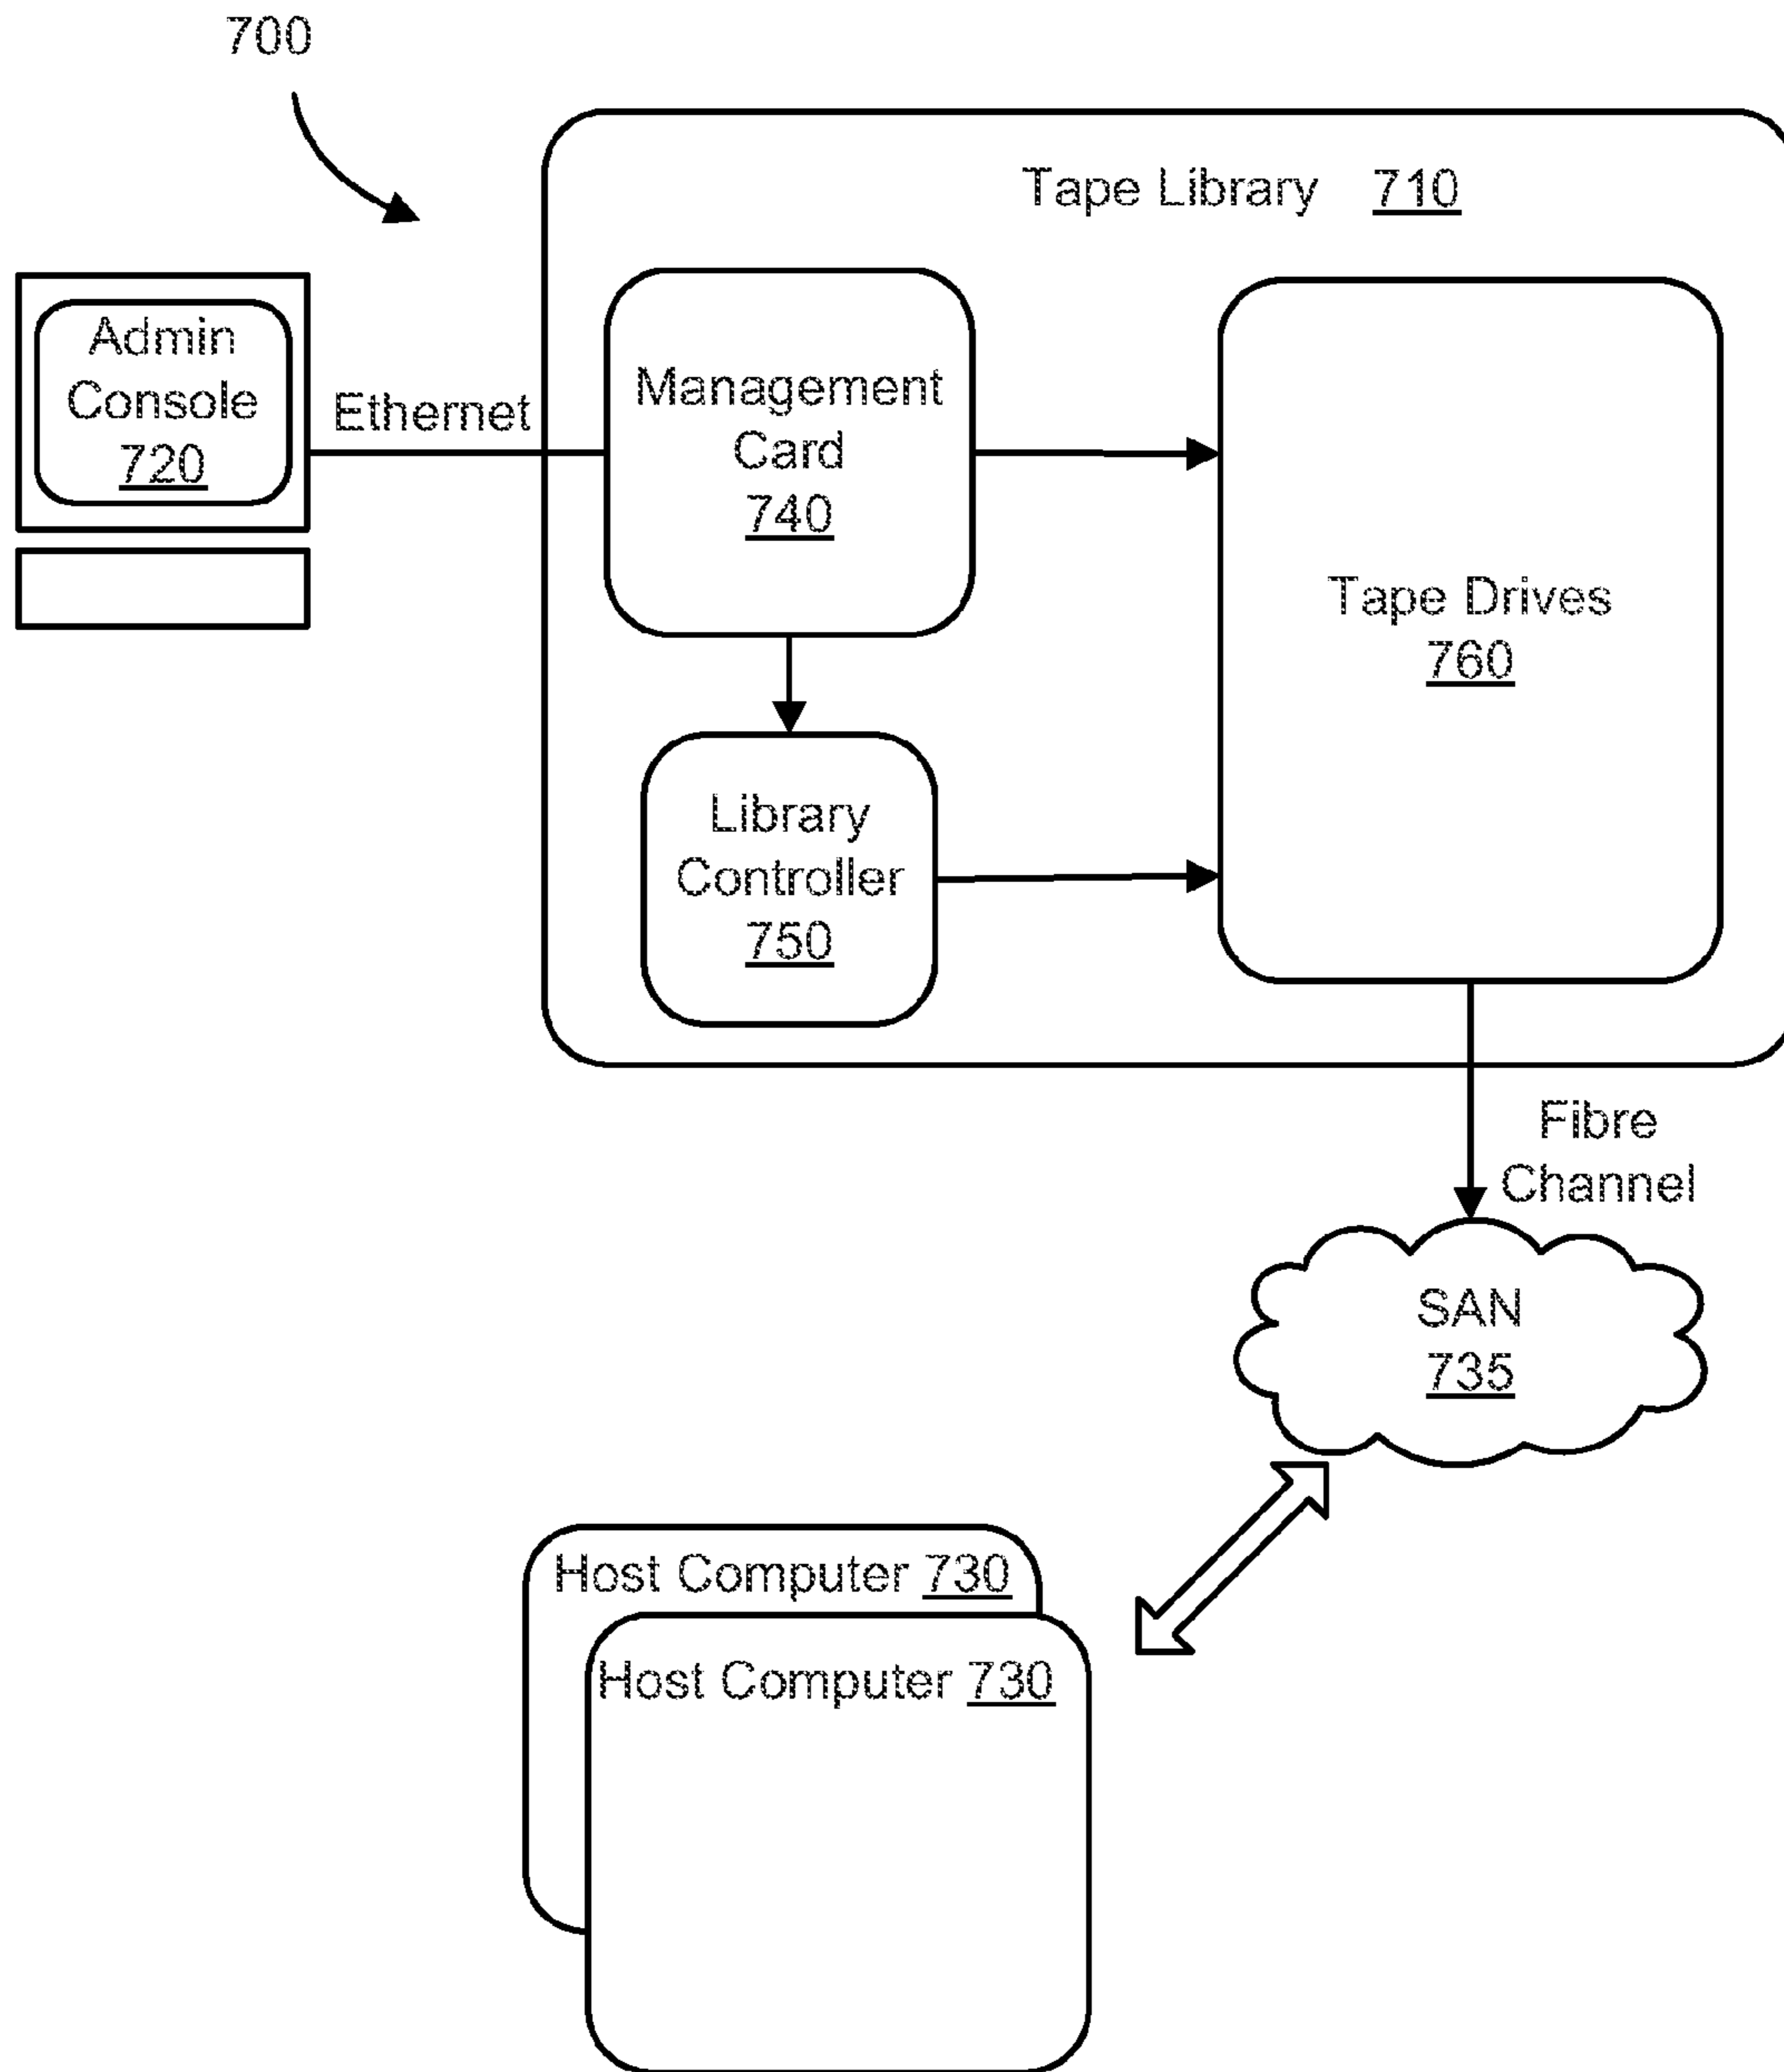 700
Tape Library 710
Admin
Console
720
Ethernet
Management
Card
740
Tape Drives
760
Library
Controller
750
Fibre
Channel
SAN
735
Host Computer 730
Host Computer 730